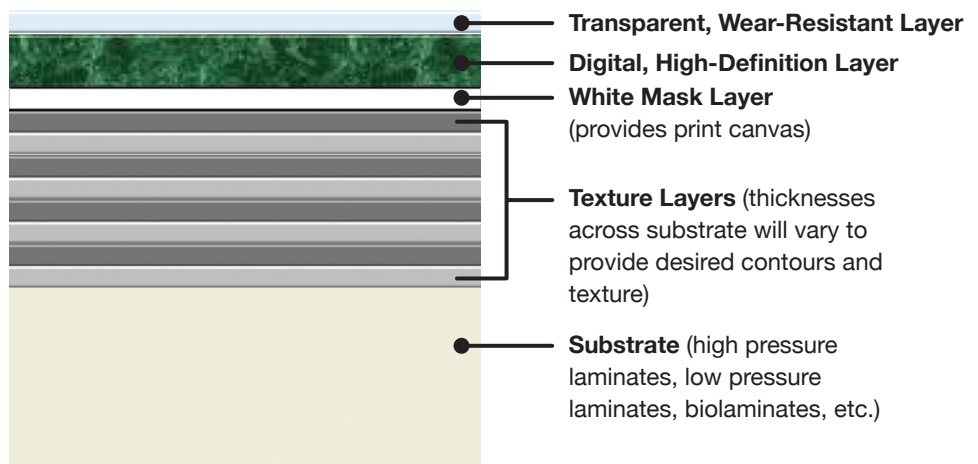 Transparent, Wear-Resistant Layer
Digital, High-Definition Layer
White Mask Layer
(provides print canvas)
Texture Layers (thicknesses
across substrate will vary to
provide desired contours and
texture)
Substrate (high pressure
laminates, low pressure
laminates, biolaminates, etc.)